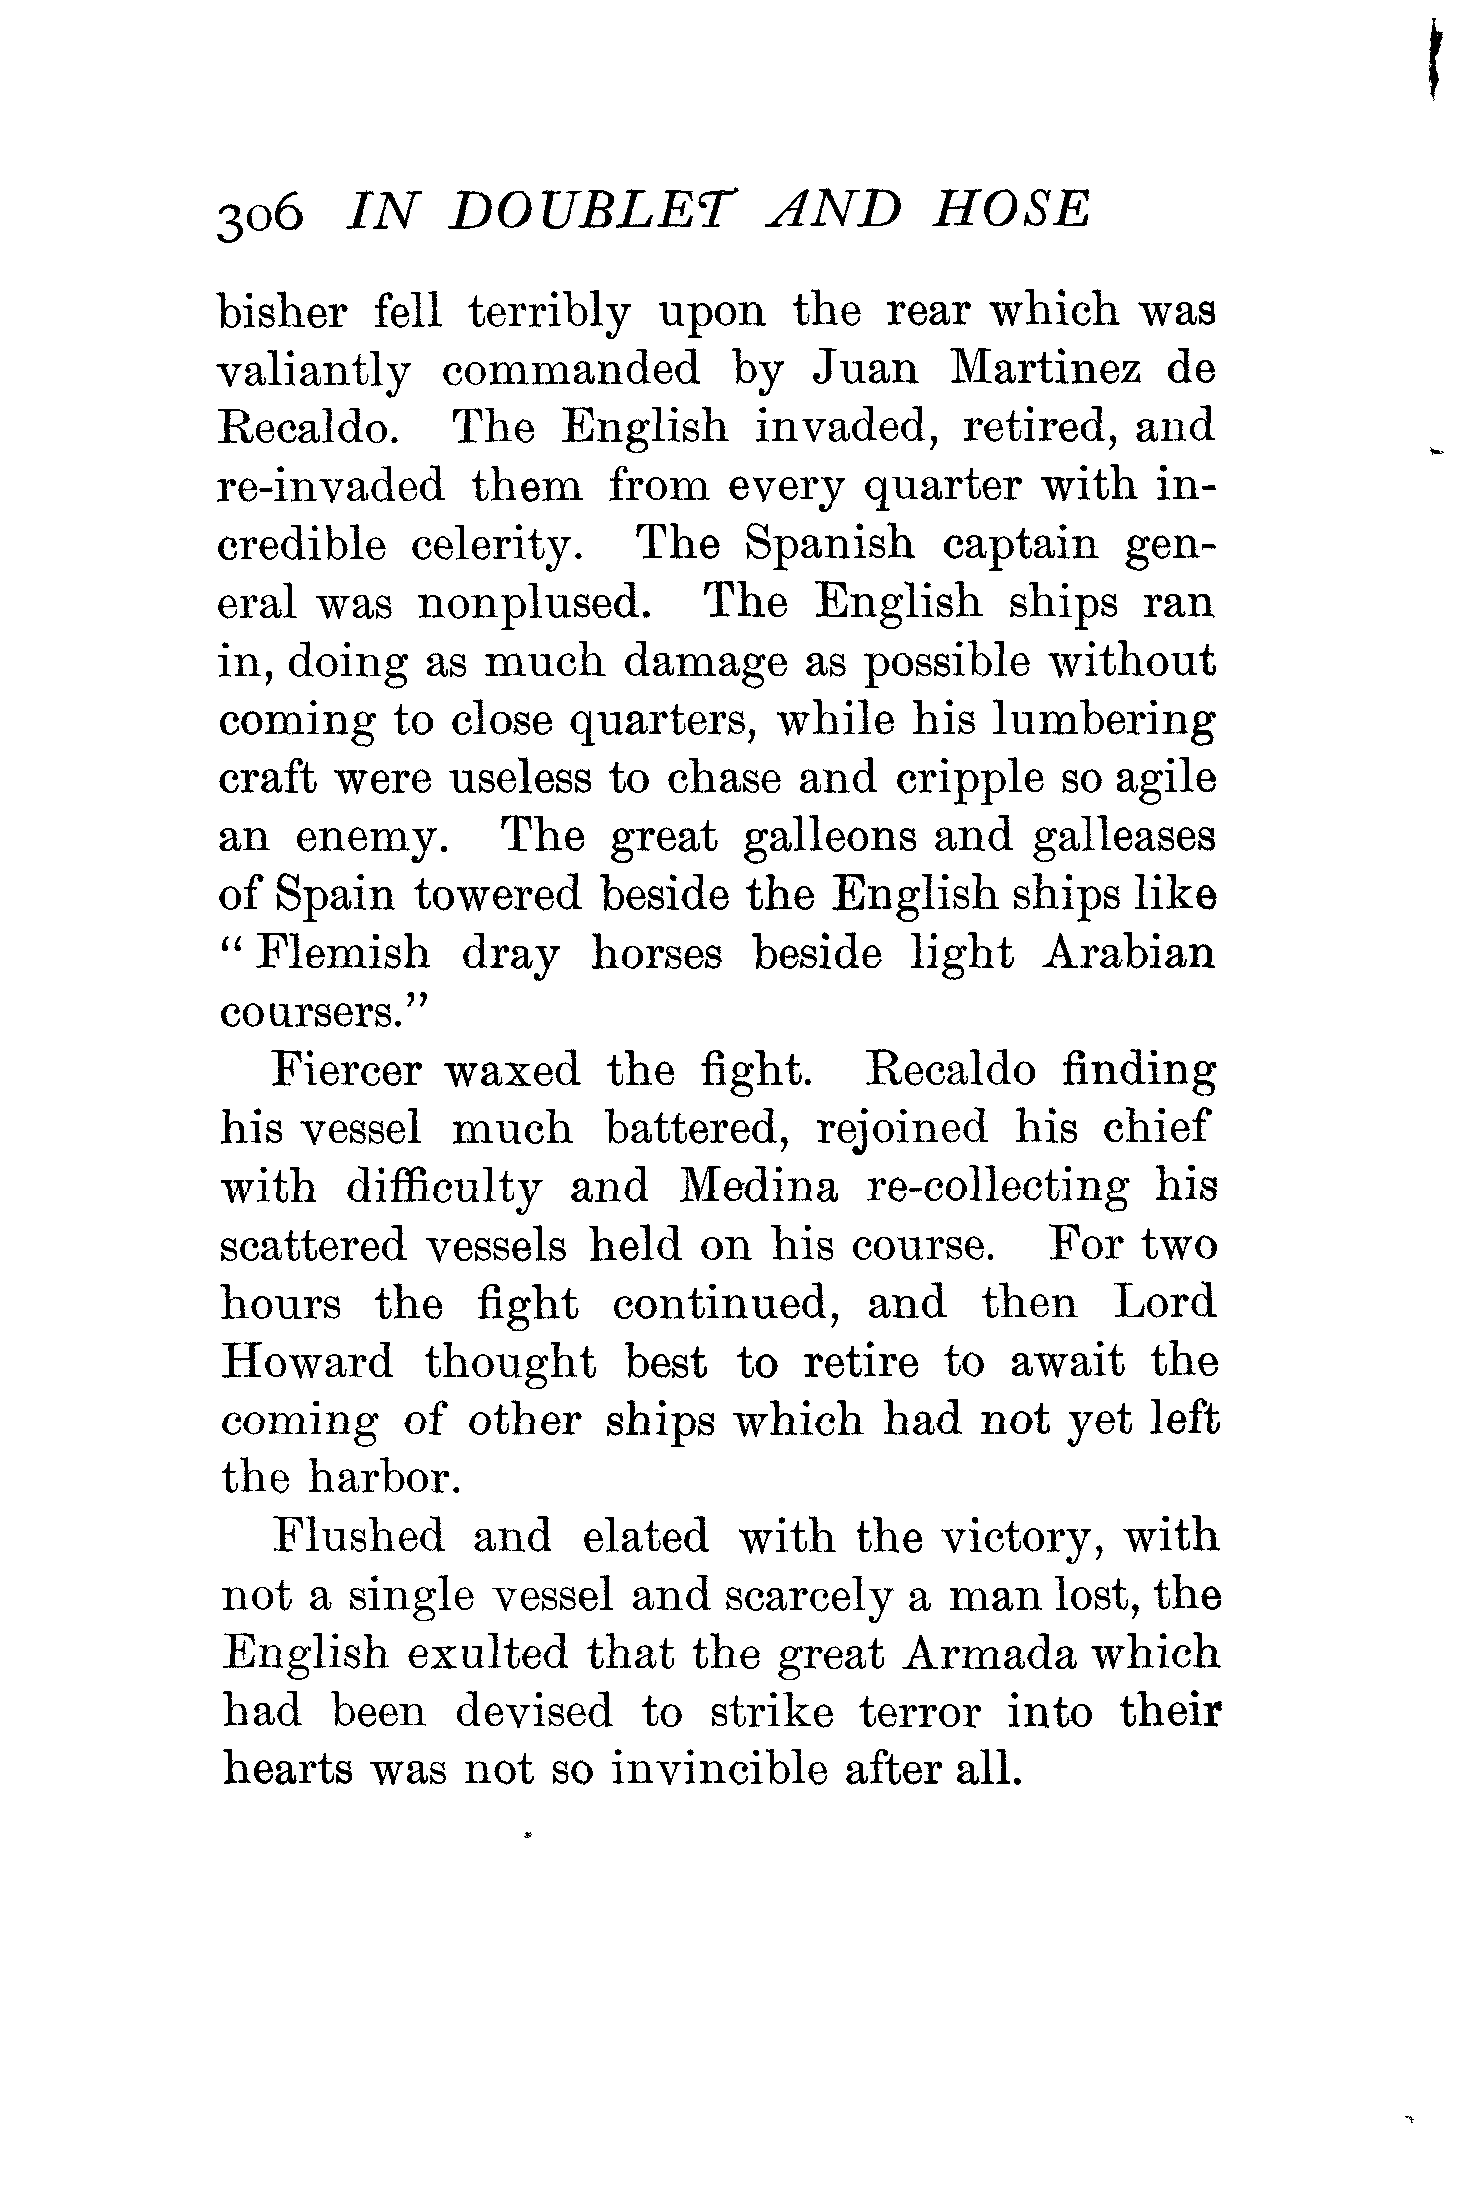 306 IN DOUBLET AND HOSE
bisher fell terribly upon the rear which was
valiantly commanded by Juan Martinez de
Recaldo. The English invaded, retired, and
re-invaded them from every quarter with in-
credible celerity. The Spanish captain gen-
eral was nonplused. The English ships ran
in, doing as much damage as possible without
coming to close quarters, while his lumbering
craft were useless to chase and cripple so agile
an enemy. The great galleons and galleases
of Spain towered beside the English ships like
“ Flemish dray horses beside light Arabian
coursers.”
Fiercer waxed the fight. Recaldo finding
his vessel much battered, rejoined his chief
with difficulty and Medina re-collecting his
scattered vessels held on his course. For two
hours the fight continued, and then Lord
Howard thought best to retire to await the
coming of other ships which had not yet left
the harbor.
Flushed and elated with the victory, with
not a single vessel and scarcely a man lost, the
English exulted that the great Armada which
had been devised to strike terror into their
hearts was not so invincible after all.